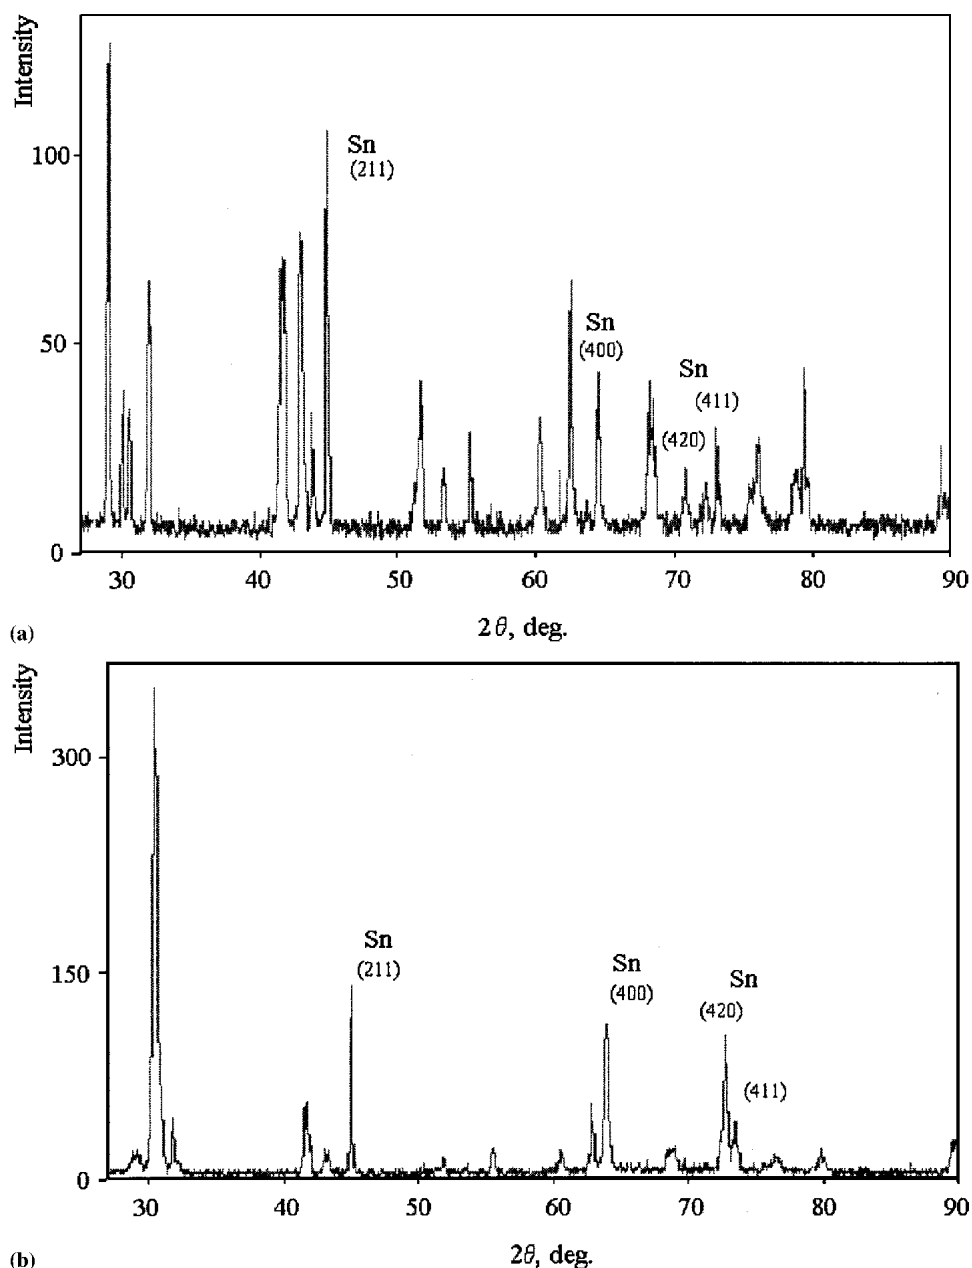 Intensity
100
50
0
Sn
(211)
Sn
(400)
Sn
(411)
(420)
30 40 50 60 70 80 90
2θ, deg.
(a)
Intensity
300
150
0
Sn
(211)
Sn
(400)
Sn
(420)
(411)
30 40 50 60 70 80 90
2θ, deg.
(b)